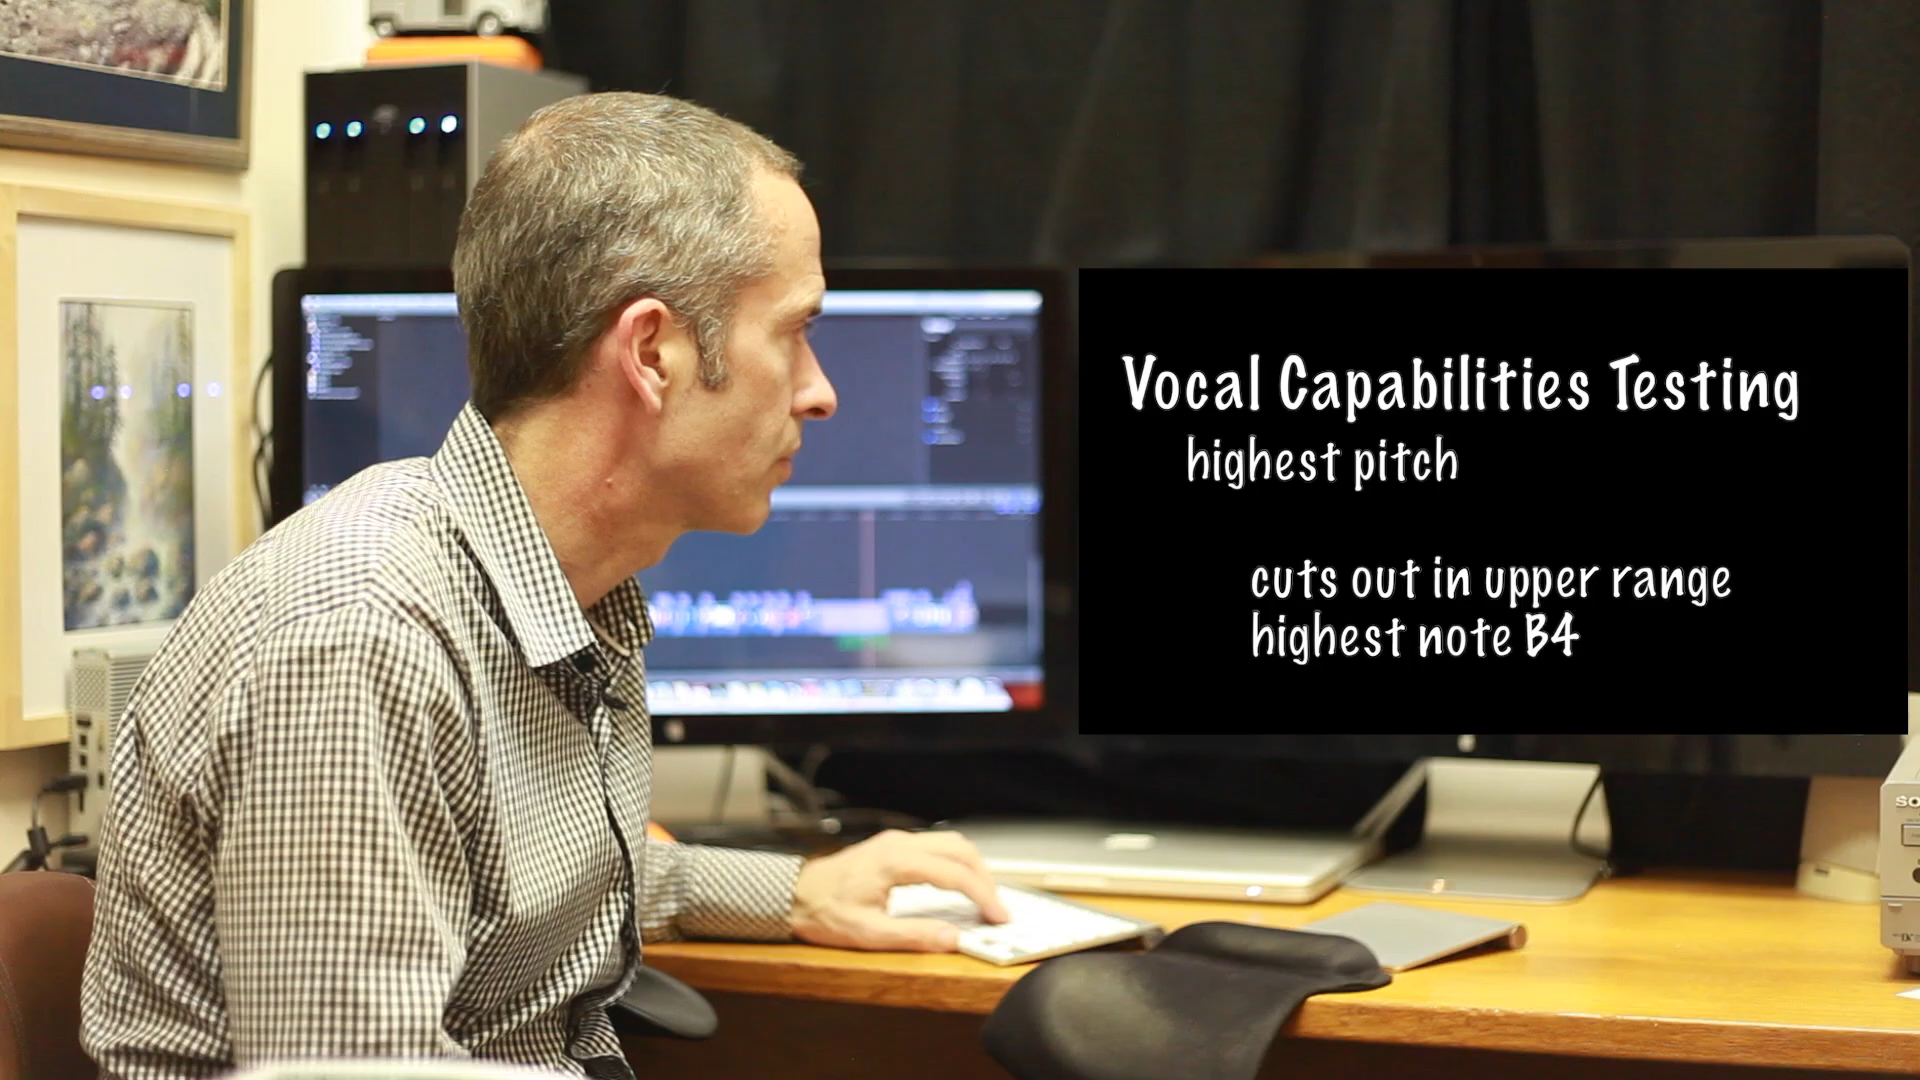 Vocal Capabilities Testing
highest pitch
cuts out in upper range
highest note B4